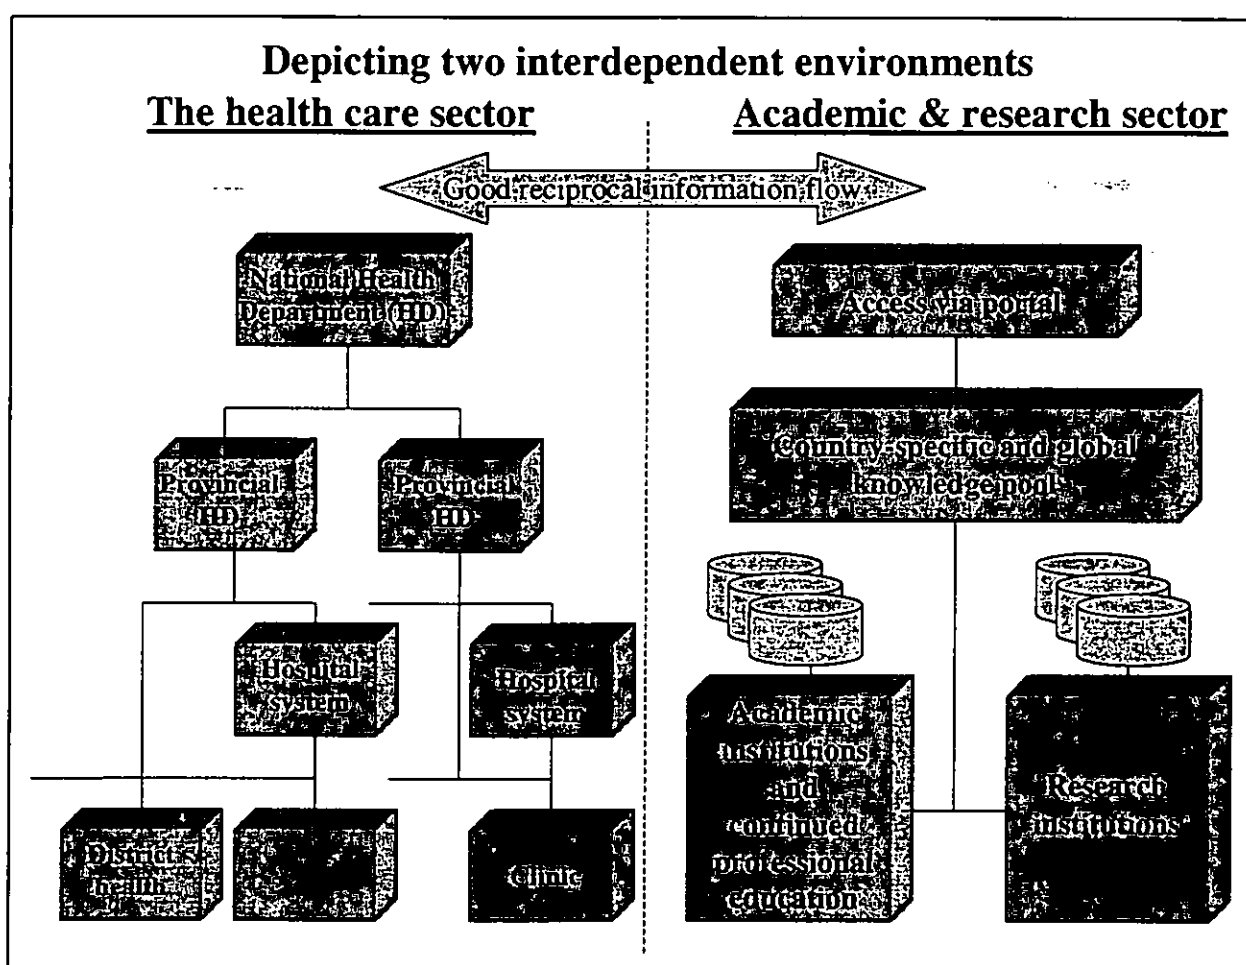 Depicting two interdependent environments
The health care sector
Academic & research sector
Good reciprocal information flow
National Health
Department (HD)
Access via portal
Country-specific and global
knowledge pools
Provincial
HD
Provincial
HD
Hospital
system
Hospital
system
Academic
institutions
and
continued
professional
education
Research
institutions
District's
health
Clinic